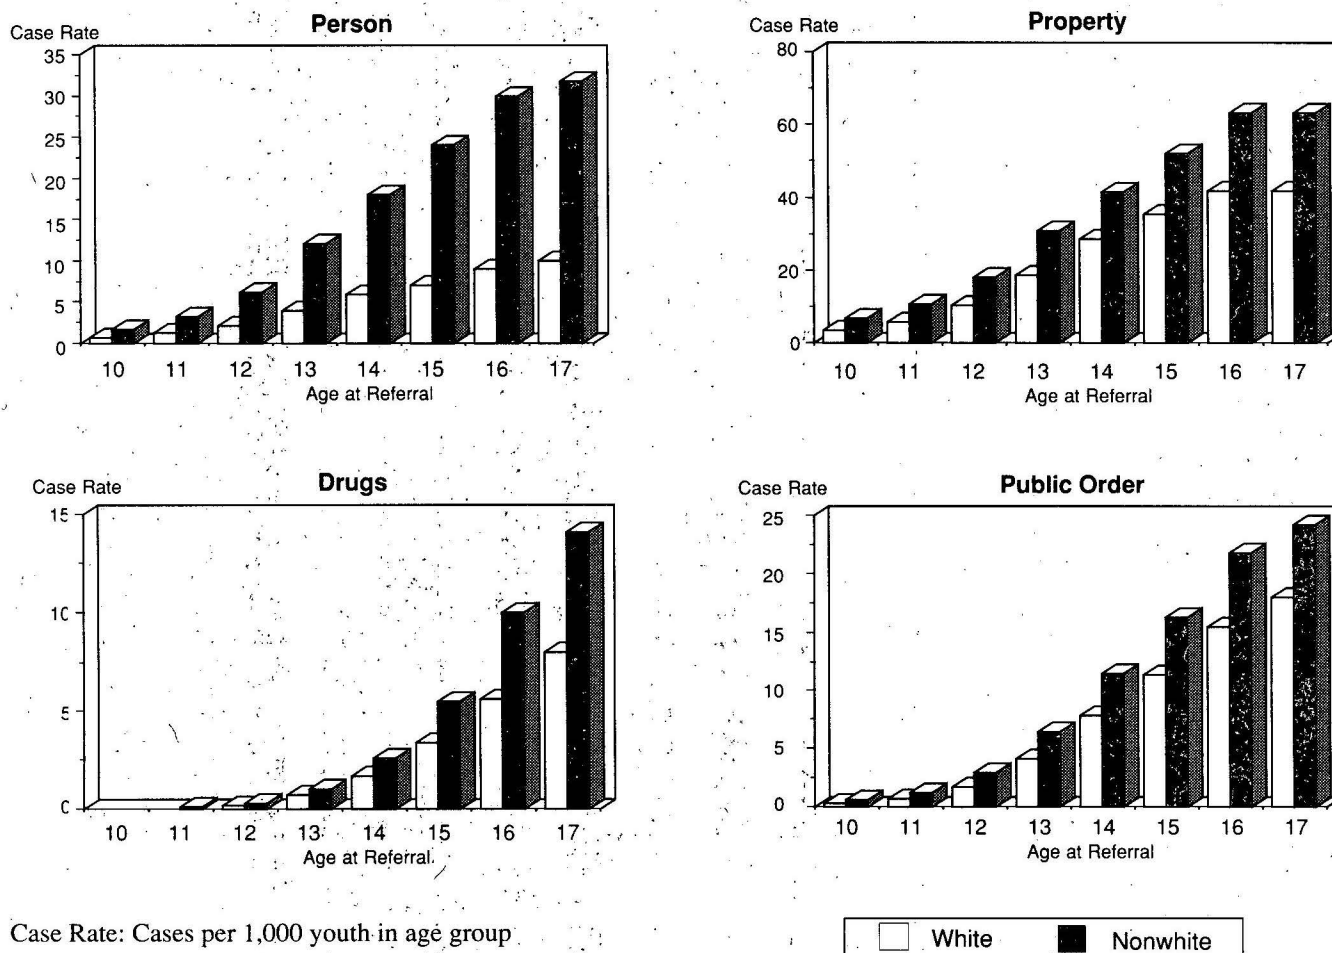 Person
Case Rate
35
30
25
20
15
10
5
0
10 11 12 13 14 15 16 17
Age at Referral
Property
Case Rate
80
60
40
20
0
10 11 12 13 14 15 16 17
Age at Referral
Drugs
Case Rate
15
10
5
0
10 11 12 13 14 15 16 17
Age at Referral
Public Order
Case Rate
25
20
15
10
5
0
10 11 12 13 14 15 16 17
Age at Referral
Case Rate: Cases per 1,000 youth in age group
White Nonwhite